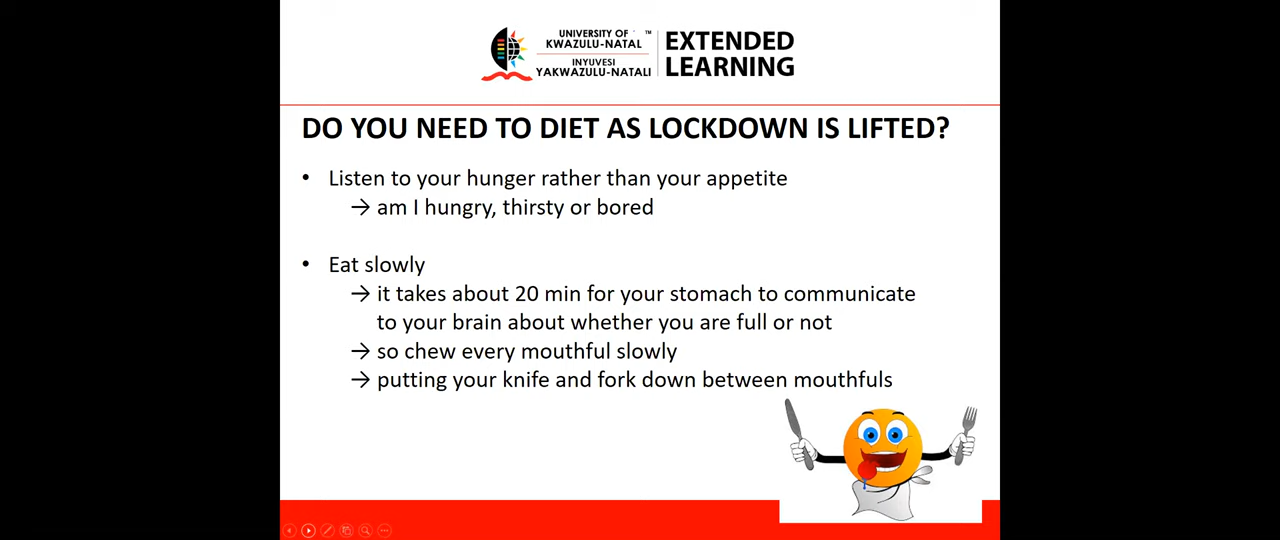 UNIVERSITY OF ™
KWAZULU-NATAL
INYUVESI
YAKWAZULU-NATALI
EXTENDED
LEARNING
DO YOU NEED TO DIET AS LOCKDOWN IS LIFTED?
• Listen to your hunger rather than your appetite
→ am I hungry, thirsty or bored
• Eat slowly
→ it takes about 20 min for your stomach to communicate
to your brain about whether you are full or not
→ so chew every mouthful slowly
→ putting your knife and fork down between mouthfuls